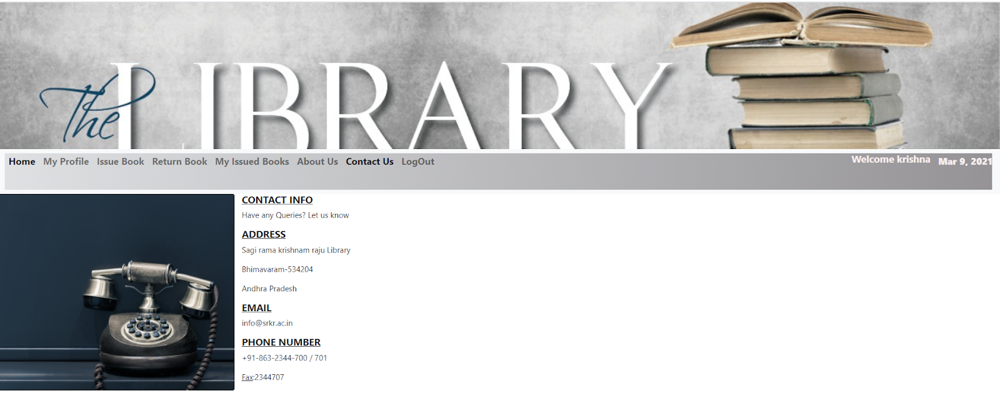 The LIBRARY
Home My Profile Issue Book Return Book My Issued Books About Us Contact Us LogOut Welcome krishna Mar 9, 2021
CONTACT INFO
Have any Queries? Let us know
ADDRESS
Sagi rama krishnam raju Library
Bhimavaram-534204
Andhra Pradesh
EMAIL
info@srkr.ac.in
PHONE NUMBER
+91-863-2344-700 / 701
Fax:2344707